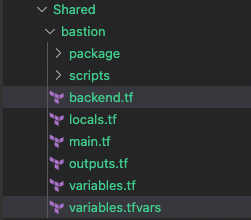 Shared
bastion
package
scripts
backend.tf
locals.tf
main.tf
outputs.tf
variables.tf
variables.tfvars